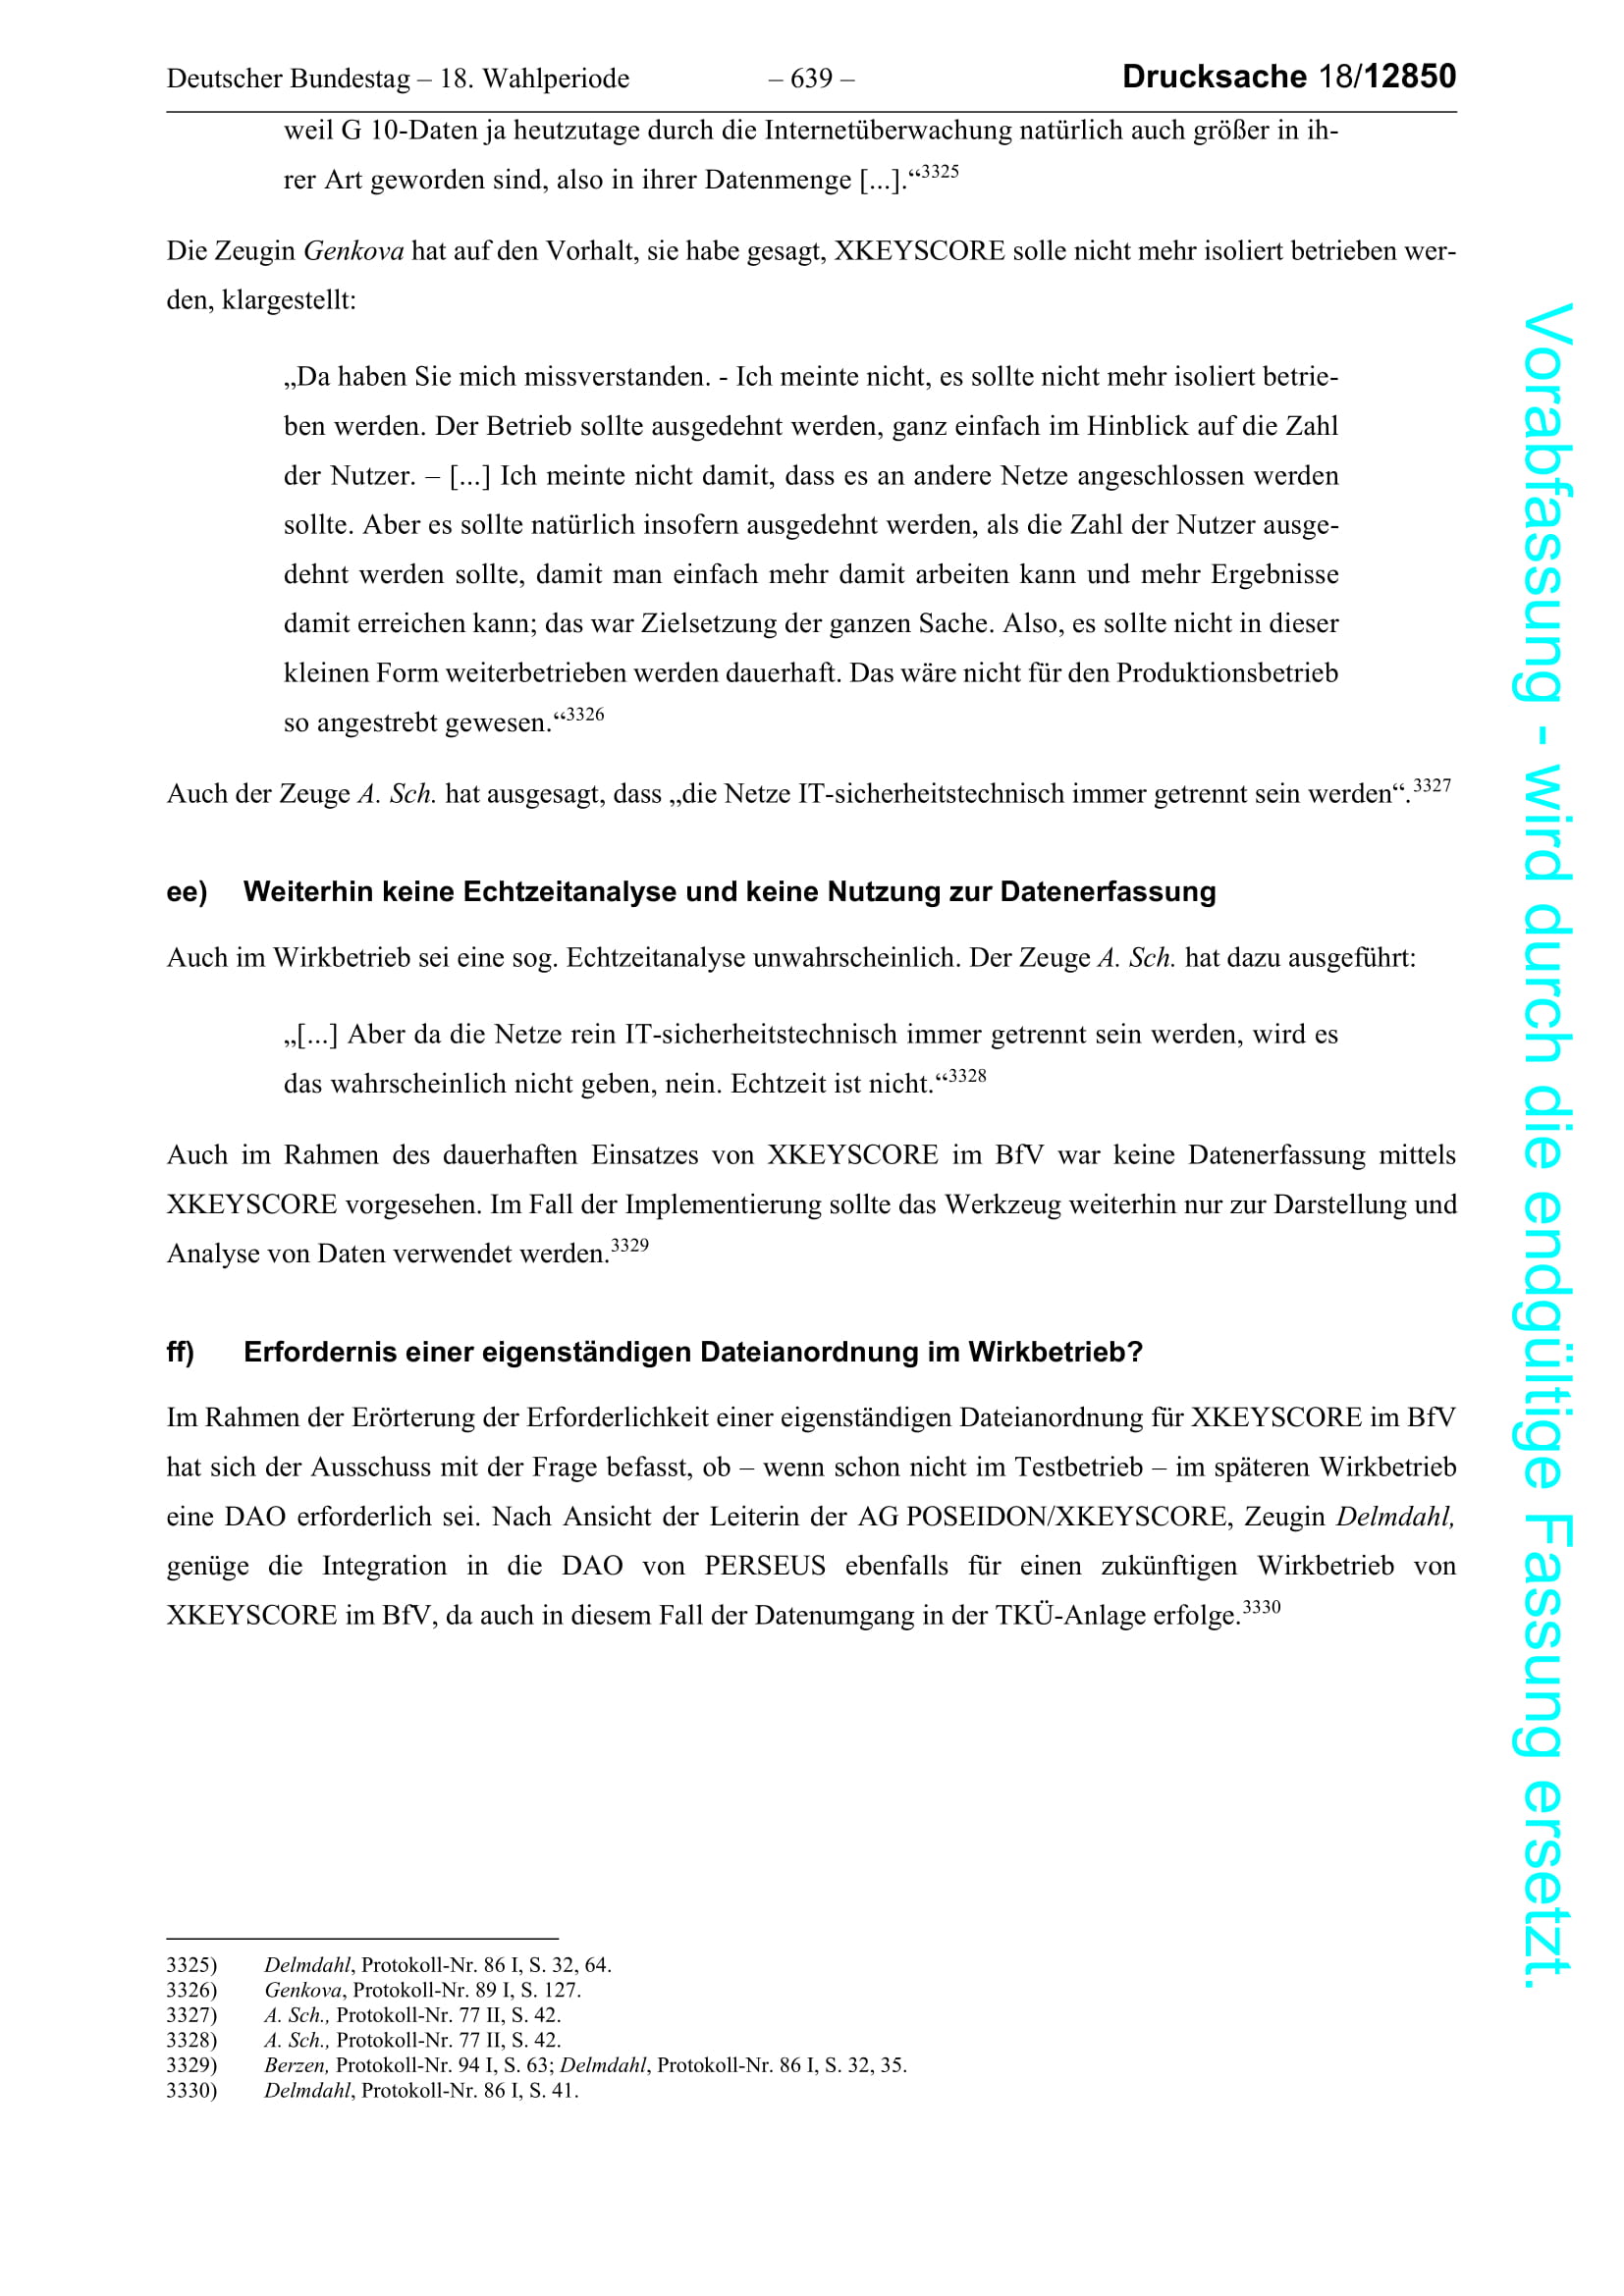 Deutscher Bundestag – 18. Wahlperiode – 639 – Drucksache 18/12850
weil G 10-Daten ja heutzutage durch die Internetüberwachung natürlich auch größer in ih-
rer Art geworden sind, also in ihrer Datenmenge [...].“3325
Die Zeugin Genkova hat auf den Vorhalt, sie habe gesagt, XKEYSCORE solle nicht mehr isoliert betrieben wer-
den, klargestellt:
„Da haben Sie mich missverstanden. - Ich meinte nicht, es sollte nicht mehr isoliert betrie-
ben werden. Der Betrieb sollte ausgedehnt werden, ganz einfach im Hinblick auf die Zahl
der Nutzer. – [...] Ich meinte nicht damit, dass es an andere Netze angeschlossen werden
sollte. Aber es sollte natürlich insofern ausgedehnt werden, als die Zahl der Nutzer ausge-
dehnt werden sollte, damit man einfach mehr damit arbeiten kann und mehr Ergebnisse
damit erreichen kann; das war Zielsetzung der ganzen Sache. Also, es sollte nicht in dieser
kleinen Form weiterbetrieben werden dauerhaft. Das wäre nicht für den Produktionsbetrieb
so angestrebt gewesen.“3326
Auch der Zeuge A. Sch. hat ausgesagt, dass „die Netze IT-sicherheitstechnisch immer getrennt sein werden“.3327
ee) Weiterhin keine Echtzeitanalyse und keine Nutzung zur Datenerfassung
Auch im Wirkbetrieb sei eine sog. Echtzeitanalyse unwahrscheinlich. Der Zeuge A. Sch. hat dazu ausgeführt:
„[...] Aber da die Netze rein IT-sicherheitstechnisch immer getrennt sein werden, wird es
das wahrscheinlich nicht geben, nein. Echtzeit ist nicht.“3328
Auch im Rahmen des dauerhaften Einsatzes von XKEYSCORE im BfV war keine Datenerfassung mittels
XKEYSCORE vorgesehen. Im Fall der Implementierung sollte das Werkzeug weiterhin nur zur Darstellung und
Analyse von Daten verwendet werden.3329
ff) Erfordernis einer eigenständigen Dateianordnung im Wirkbetrieb?
Im Rahmen der Erörterung der Erforderlichkeit einer eigenständigen Dateianordnung für XKEYSCORE im BfV
hat sich der Ausschuss mit der Frage befasst, ob – wenn schon nicht im Testbetrieb – im späteren Wirkbetrieb
eine DAO erforderlich sei. Nach Ansicht der Leiterin der AG POSEIDON/XKEYSCORE, Zeugin Delmdahl,
genüge die Integration in die DAO von PERSEUS ebenfalls für einen zukünftigen Wirkbetrieb von
XKEYSCORE im BfV, da auch in diesem Fall der Datenumgang in der TKÜ-Anlage erfolge.3330
3325) Delmdahl, Protokoll-Nr. 86 I, S. 32, 64.
3326) Genkova, Protokoll-Nr. 89 I, S. 127.
3327) A. Sch., Protokoll-Nr. 77 II, S. 42.
3328) A. Sch., Protokoll-Nr. 77 II, S. 42.
3329) Berzen, Protokoll-Nr. 94 I, S. 63; Delmdahl, Protokoll-Nr. 86 I, S. 32, 35.
3330) Delmdahl, Protokoll-Nr. 86 I, S. 41.
Vorabfassung - wird durch die endgültige Fassung ersetzt.